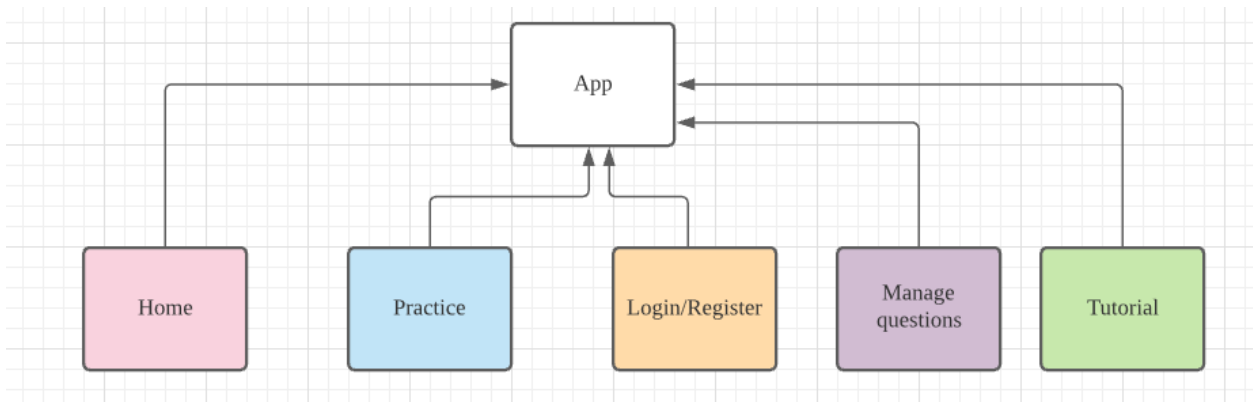 App
Home
Practice
Login/Register
Manage
questions
Tutorial